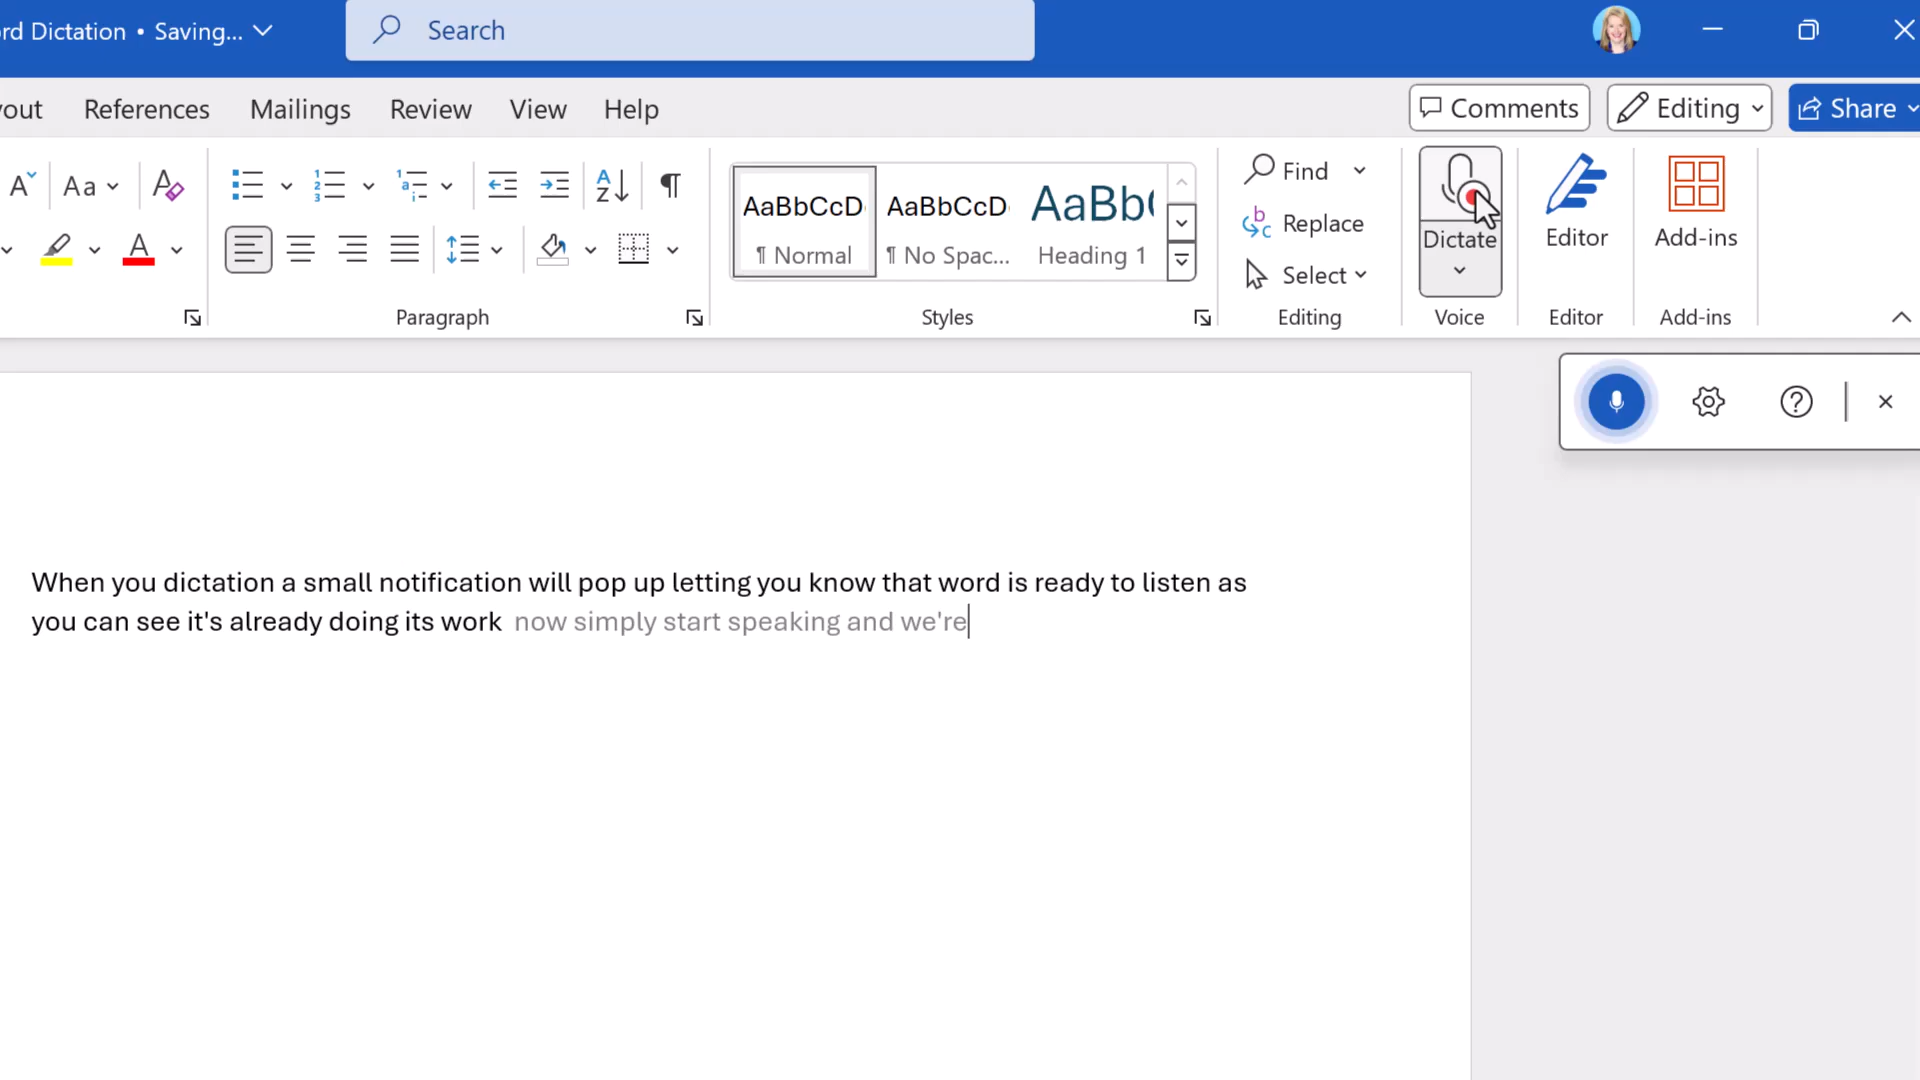 rd Dictation • Saving...
Search
yout References Mailings Review View Help
Comments Editing Share
A Aa A
Find
AaBbCcD AaBbCcD AaBb
Replace
Dictate Editor Add-ins
¶ Normal ¶ No Spac... Heading 1
Select
Paragraph Styles Editing Voice Editor Add-ins
When you dictation a small notification will pop up letting you know that word is ready to listen as
you can see it's already doing its work now simply start speaking and we're